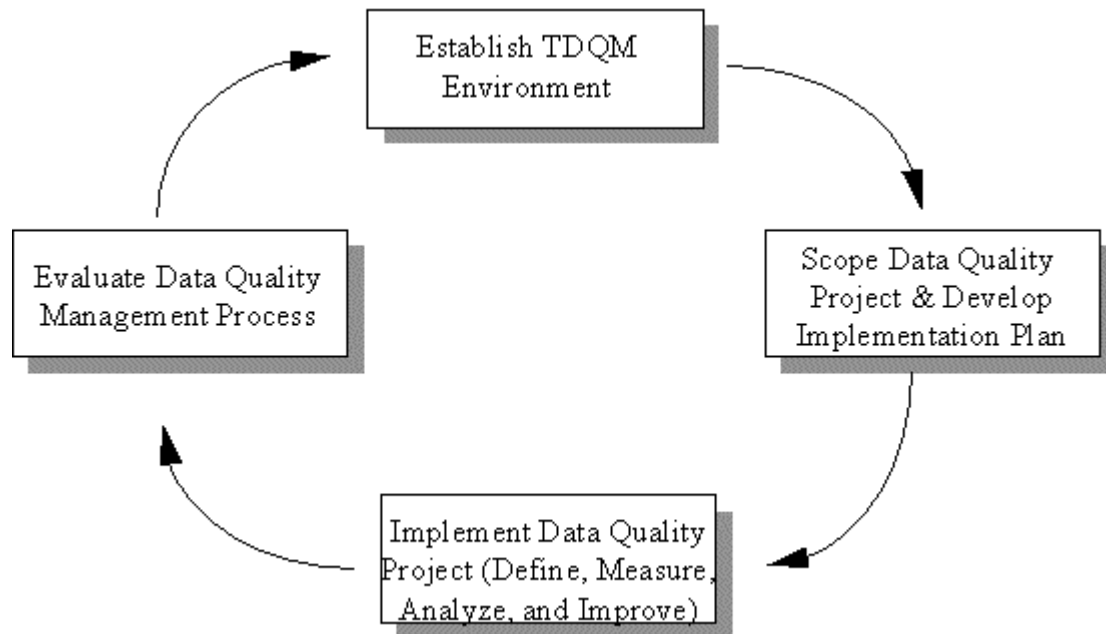 Establish TDQM
Environment
Scope Data Quality
Project & Develop
Implementation Plan
Implement Data Quality
Project (Define, Measure,
Analyze, and Improve)
Evaluate Data Quality
Management Process